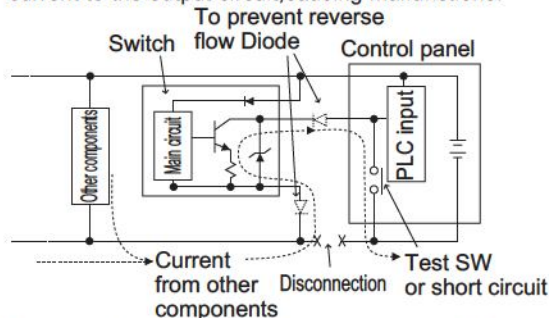 To prevent reverse
flow Diode
Switch
Control panel
Other components
Main circuit
PLC input
Current
from other
components
Disconnection
Test SW
or short circuit